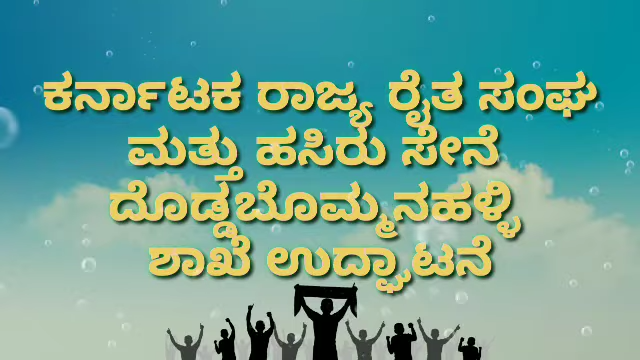 ಕರ್ನಾಟಕ ರಾಜ್ಯ ರೈತ ಸಂಘ
ಮತ್ತು ಹಸಿರು ಸೇನೆ
ದೊಡ್ಡಬೊಮ್ಮನಹಳ್ಳಿ
ಶಾಖೆ ಉದ್ಘಾಟನೆ